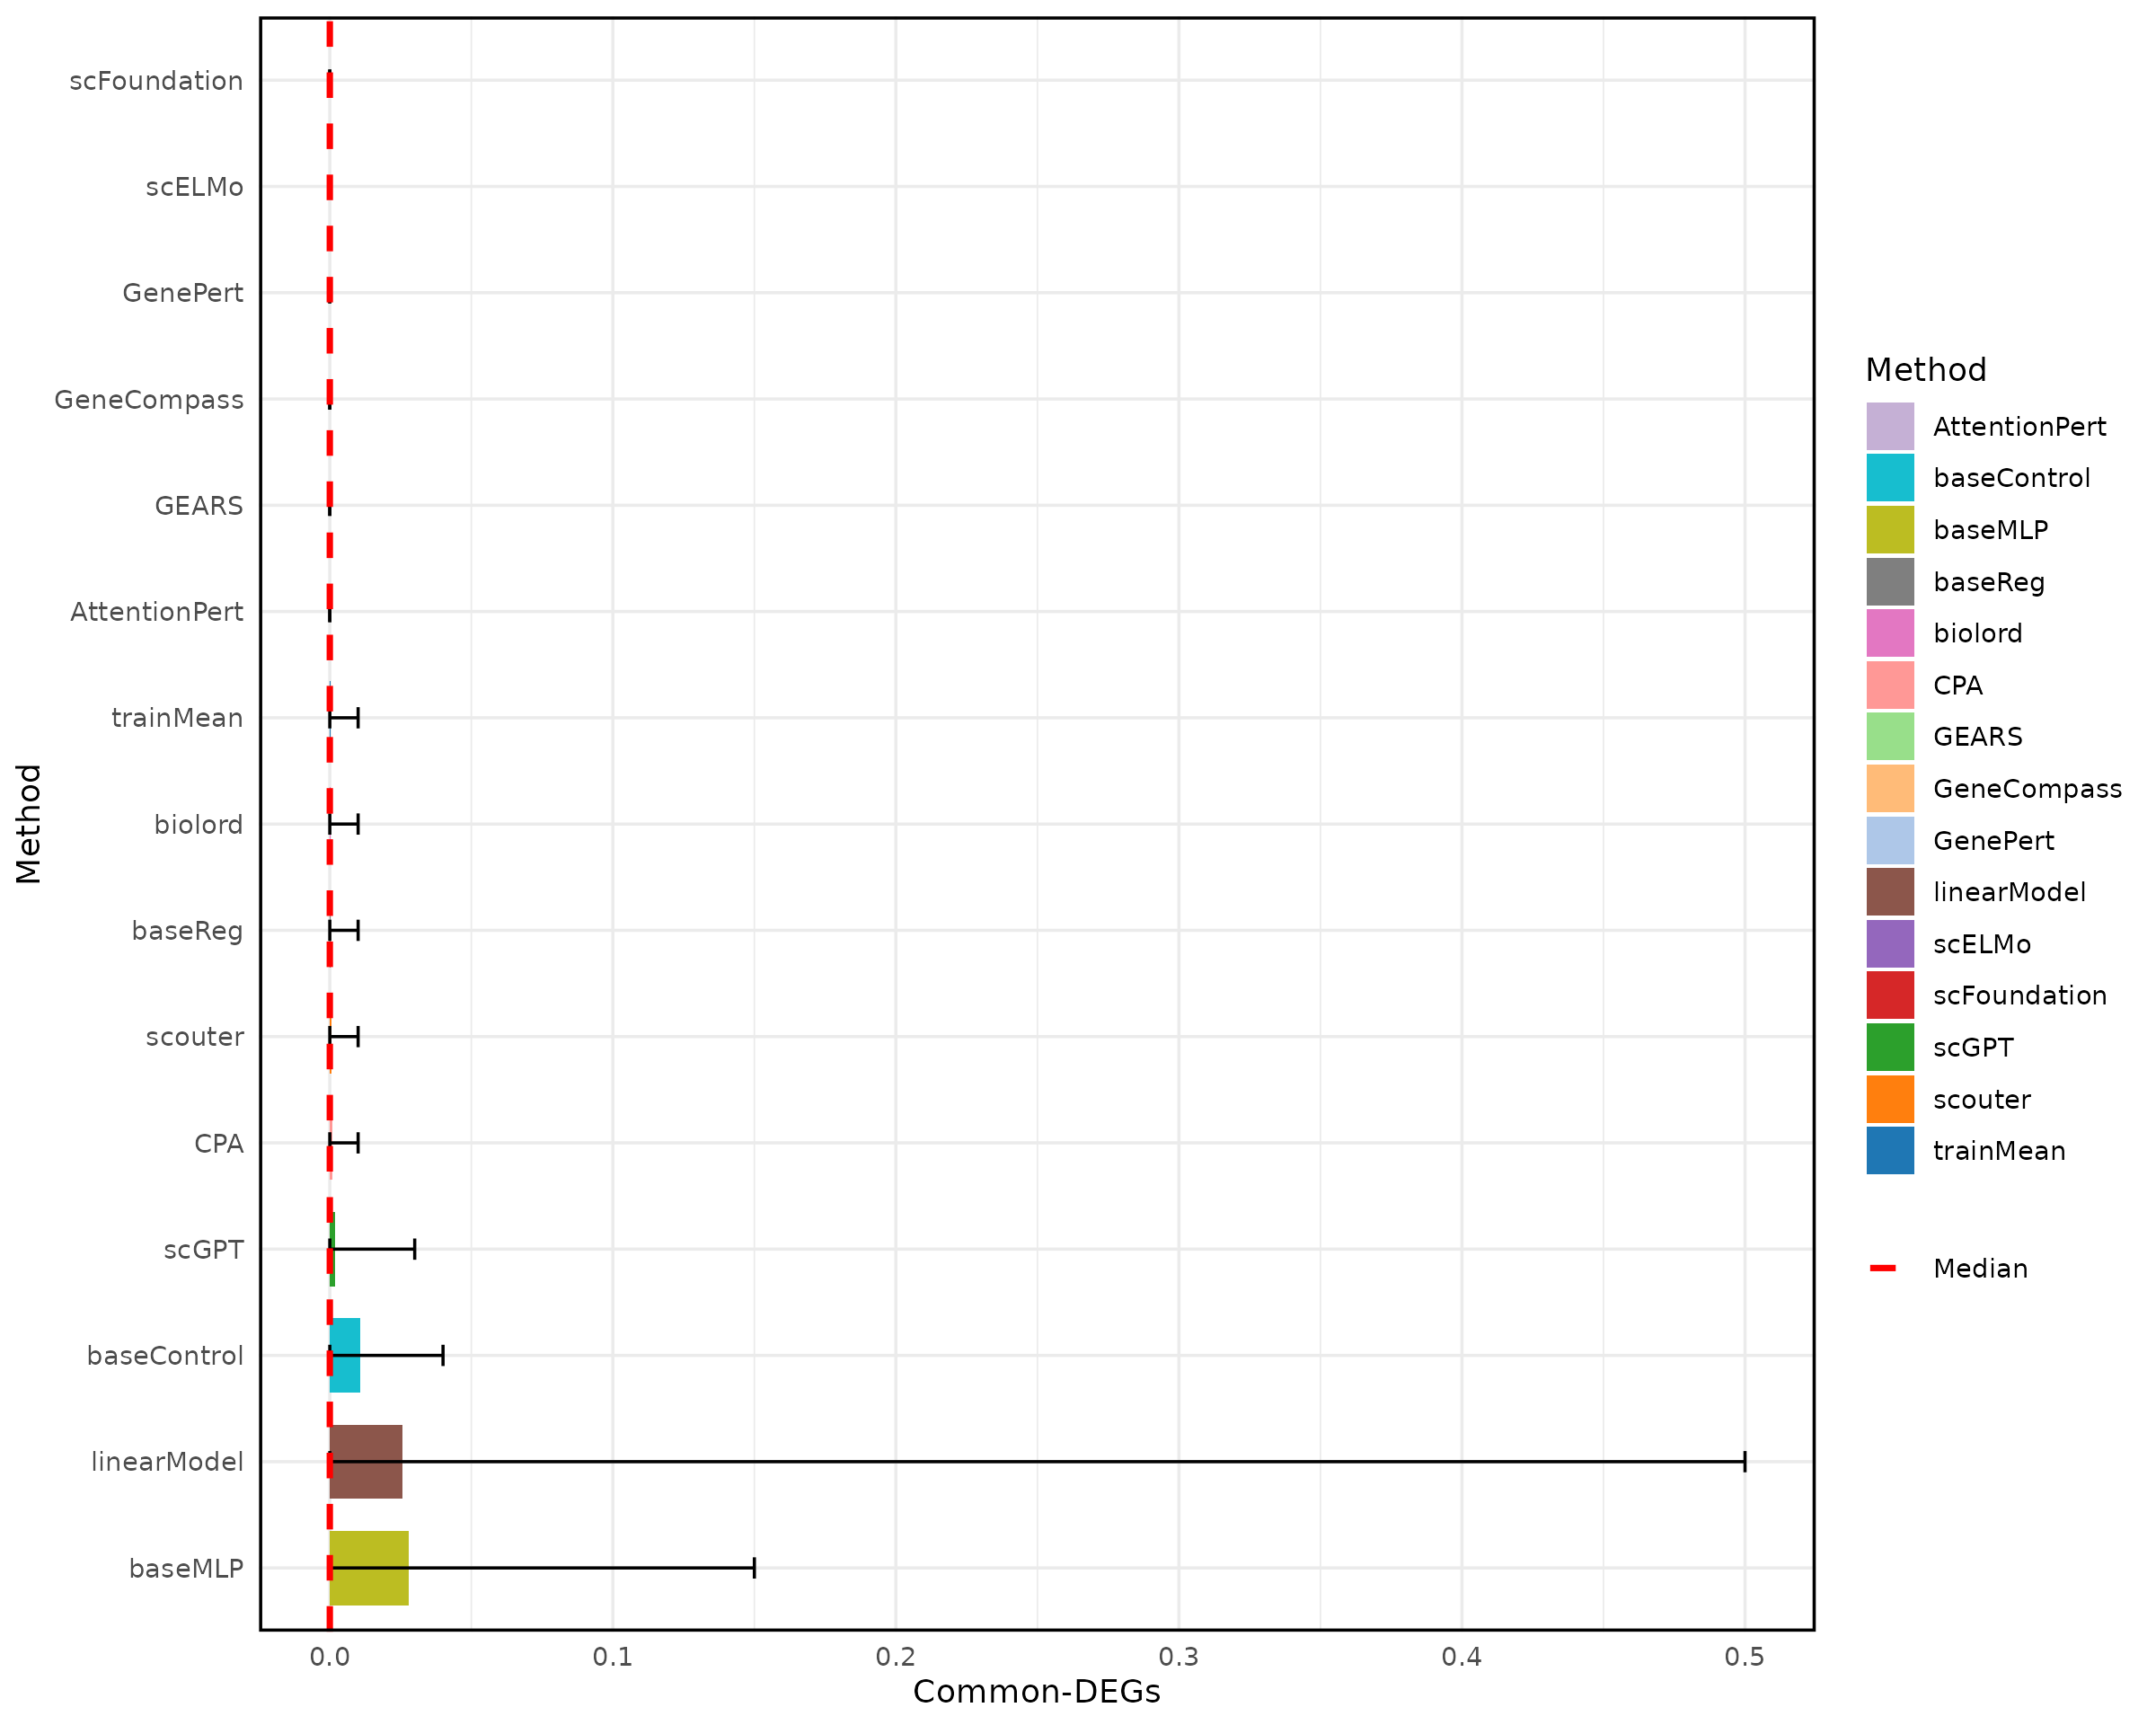 Method
scFoundation
scELMo
GenePert
GeneCompass
GEARS
AttentionPert
trainMean
biolord
baseReg
scouter
CPA
scGPT
baseControl
linearModel
baseMLP
0.0 0.1 0.2 0.3 0.4 0.5
Common-DEGs
Method
AttentionPert
baseControl
baseMLP
baseReg
biolord
CPA
GEARS
GeneCompass
GenePert
linearModel
scELMo
scFoundation
scGPT
scouter
trainMean
Median